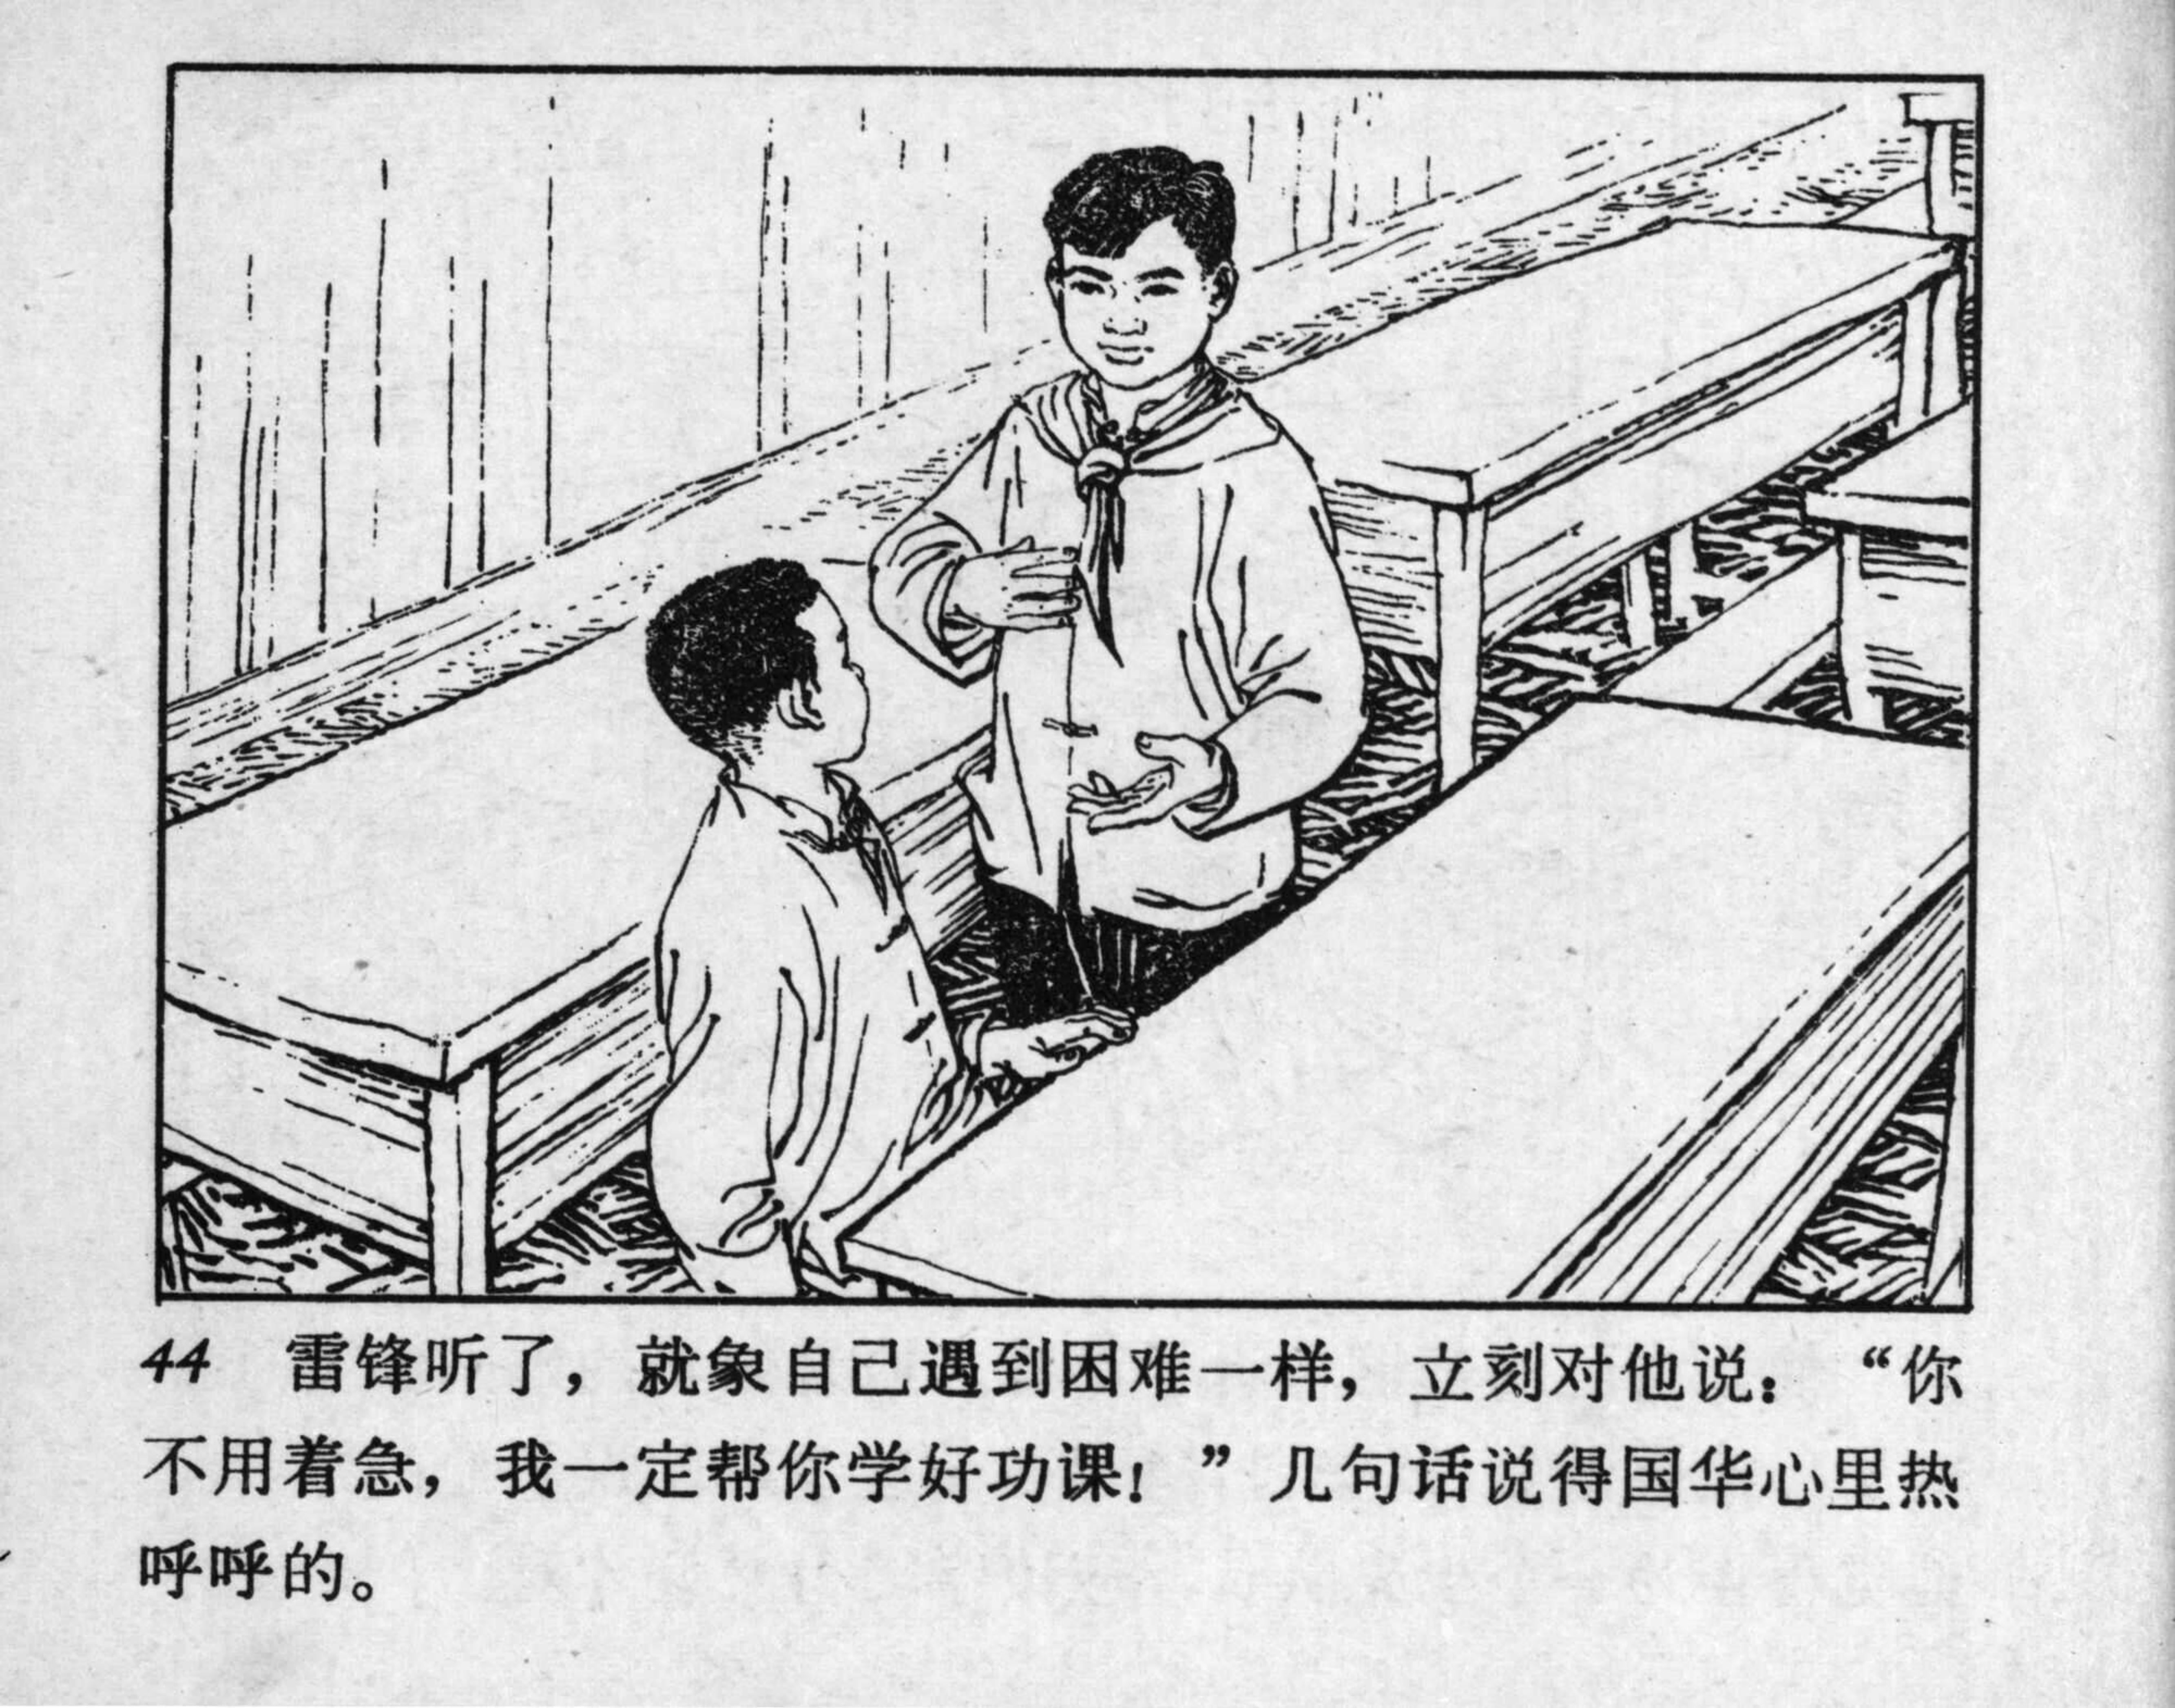 44 雷锋听了，就象自己遇到困难一样，立刻对他说：“你
不用着急，我一定帮你学好功课！”几句话说得国华心里热
呼呼的。